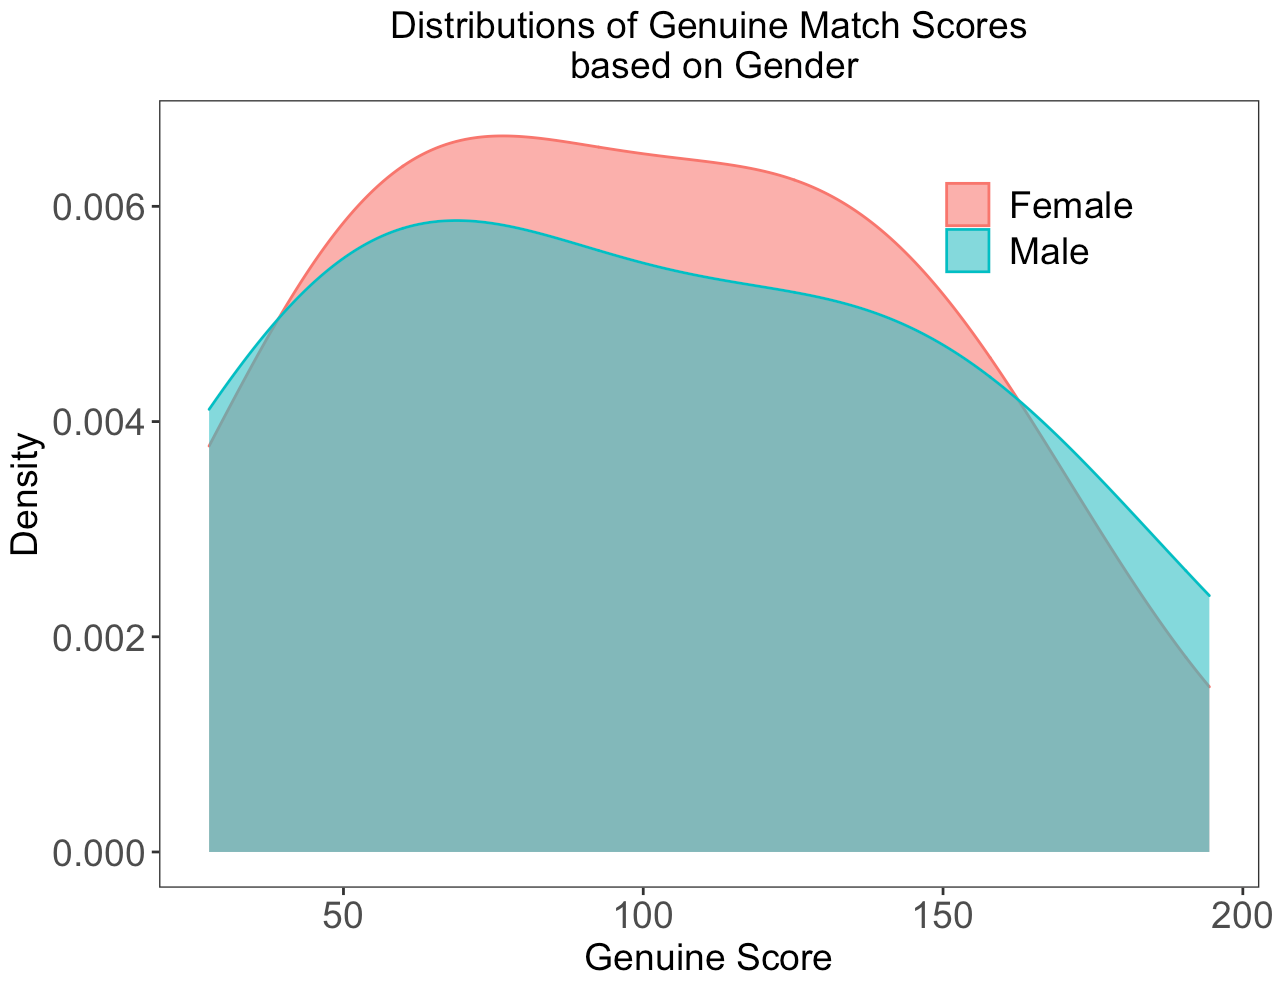 Distributions of Genuine Match Scores
based on Gender
Female
Male
0.006
0.004
0.002
0.000
Density
50
100
150
200
Genuine Score